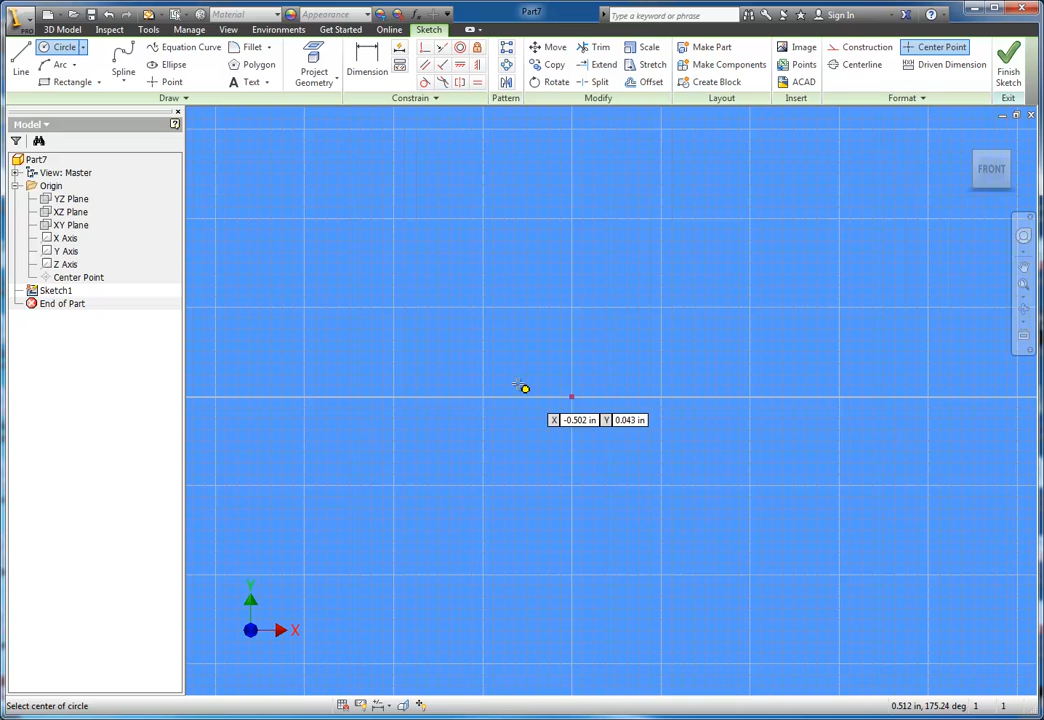 Material
Appearance
Part7
Type a keyword or phrase
Sign In
PRO
3D Model
Inspect
Tools
Manage
View
Environments
Get Started
Online
Sketch
Line
Circle
Arc
Rectangle
Spline
Equation Curve
Ellipse
Point
Fillet
Polygon
Text
Project
Geometry
Dimension
Move
Copy
Rotate
Trim
Extend
Split
Scale
Stretch
Offset
Make Part
Make Components
Create Block
Image
Points
ACAD
Construction
Centerline
Center Point
Driven Dimension
Finish
Sketch
Draw
Constrain
Pattern
Modify
Layout
Insert
Format
Exit
Model
Part7
View: Master
Origin
YZ Plane
XZ Plane
XY Plane
X Axis
Y Axis
Z Axis
Center Point
Sketch1
End of Part
FRONT
X -0.502 in Y 0.043 in
Y
X
Select center of circle
0.512 in, 175.24 deg 1 1